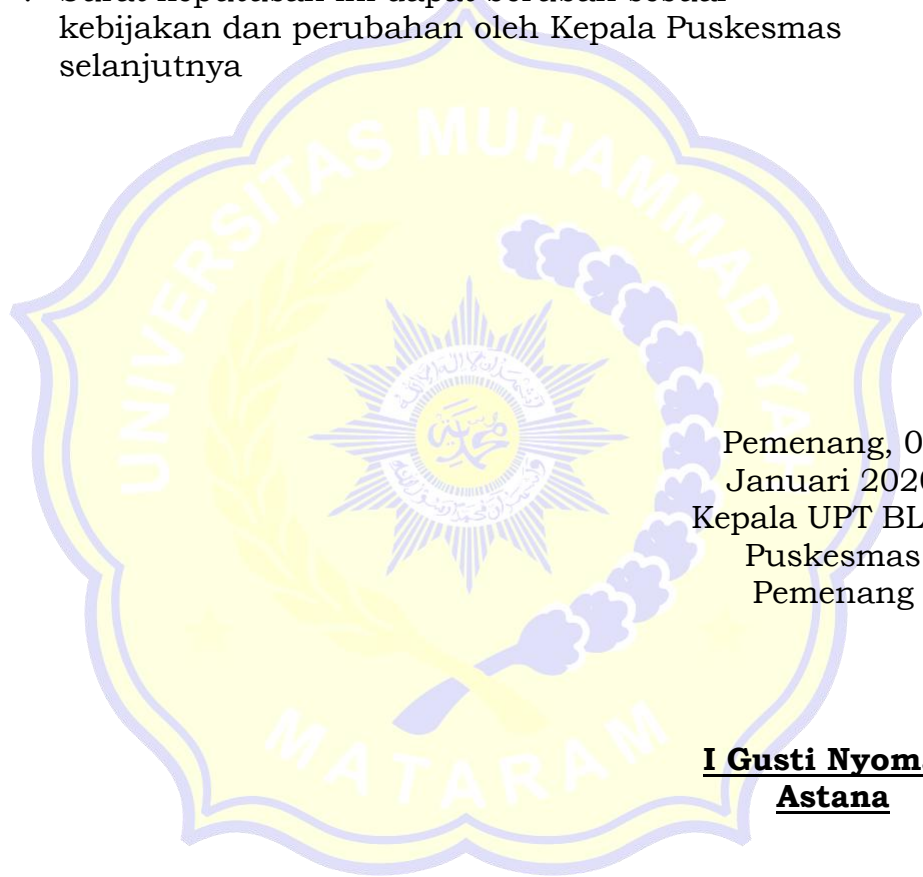 kebijakan dan perubahan oleh Kepala Puskesmas
selanjutnya
UNIVERSITAS MUHAMMADIYAH
Pemenang, 0
Januari 202
Kepala UPT BL
Puskesmas
Pemenang
MATARAM
I Gusti Nyoma
Astana